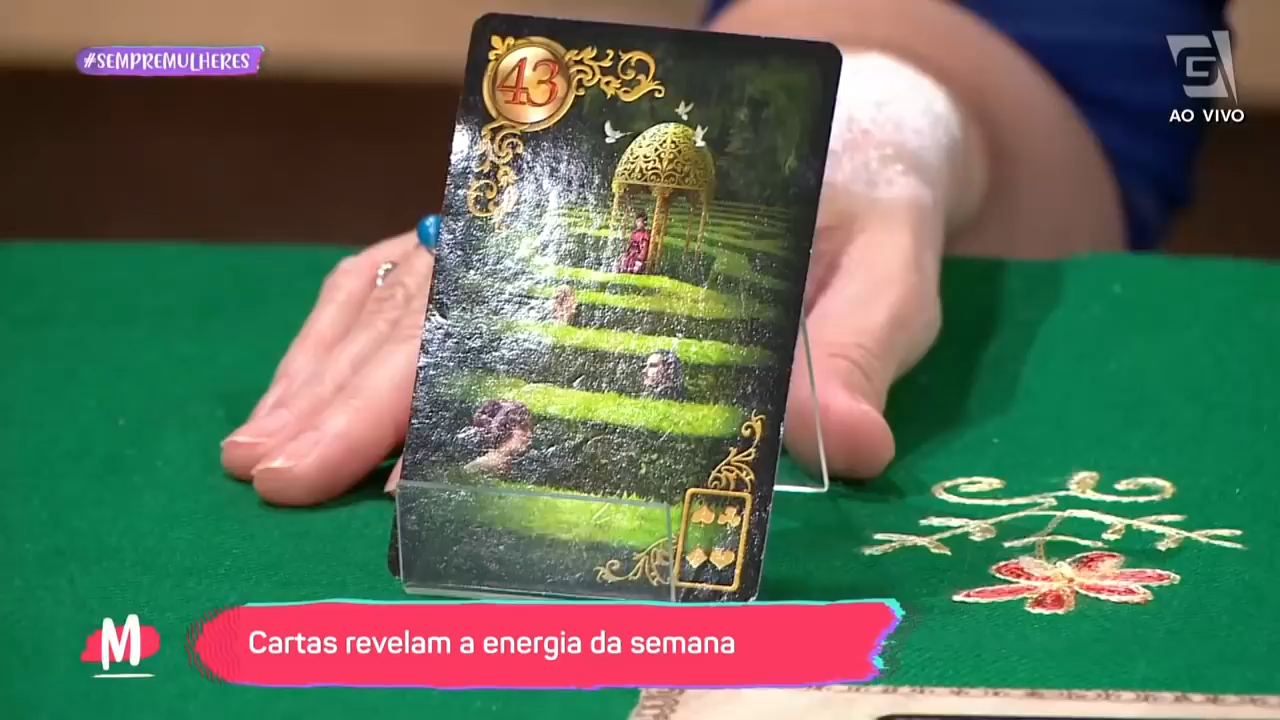 #SEMPREMULHERES
43
G
AO VIVO
M
Cartas revelam a energia da semana